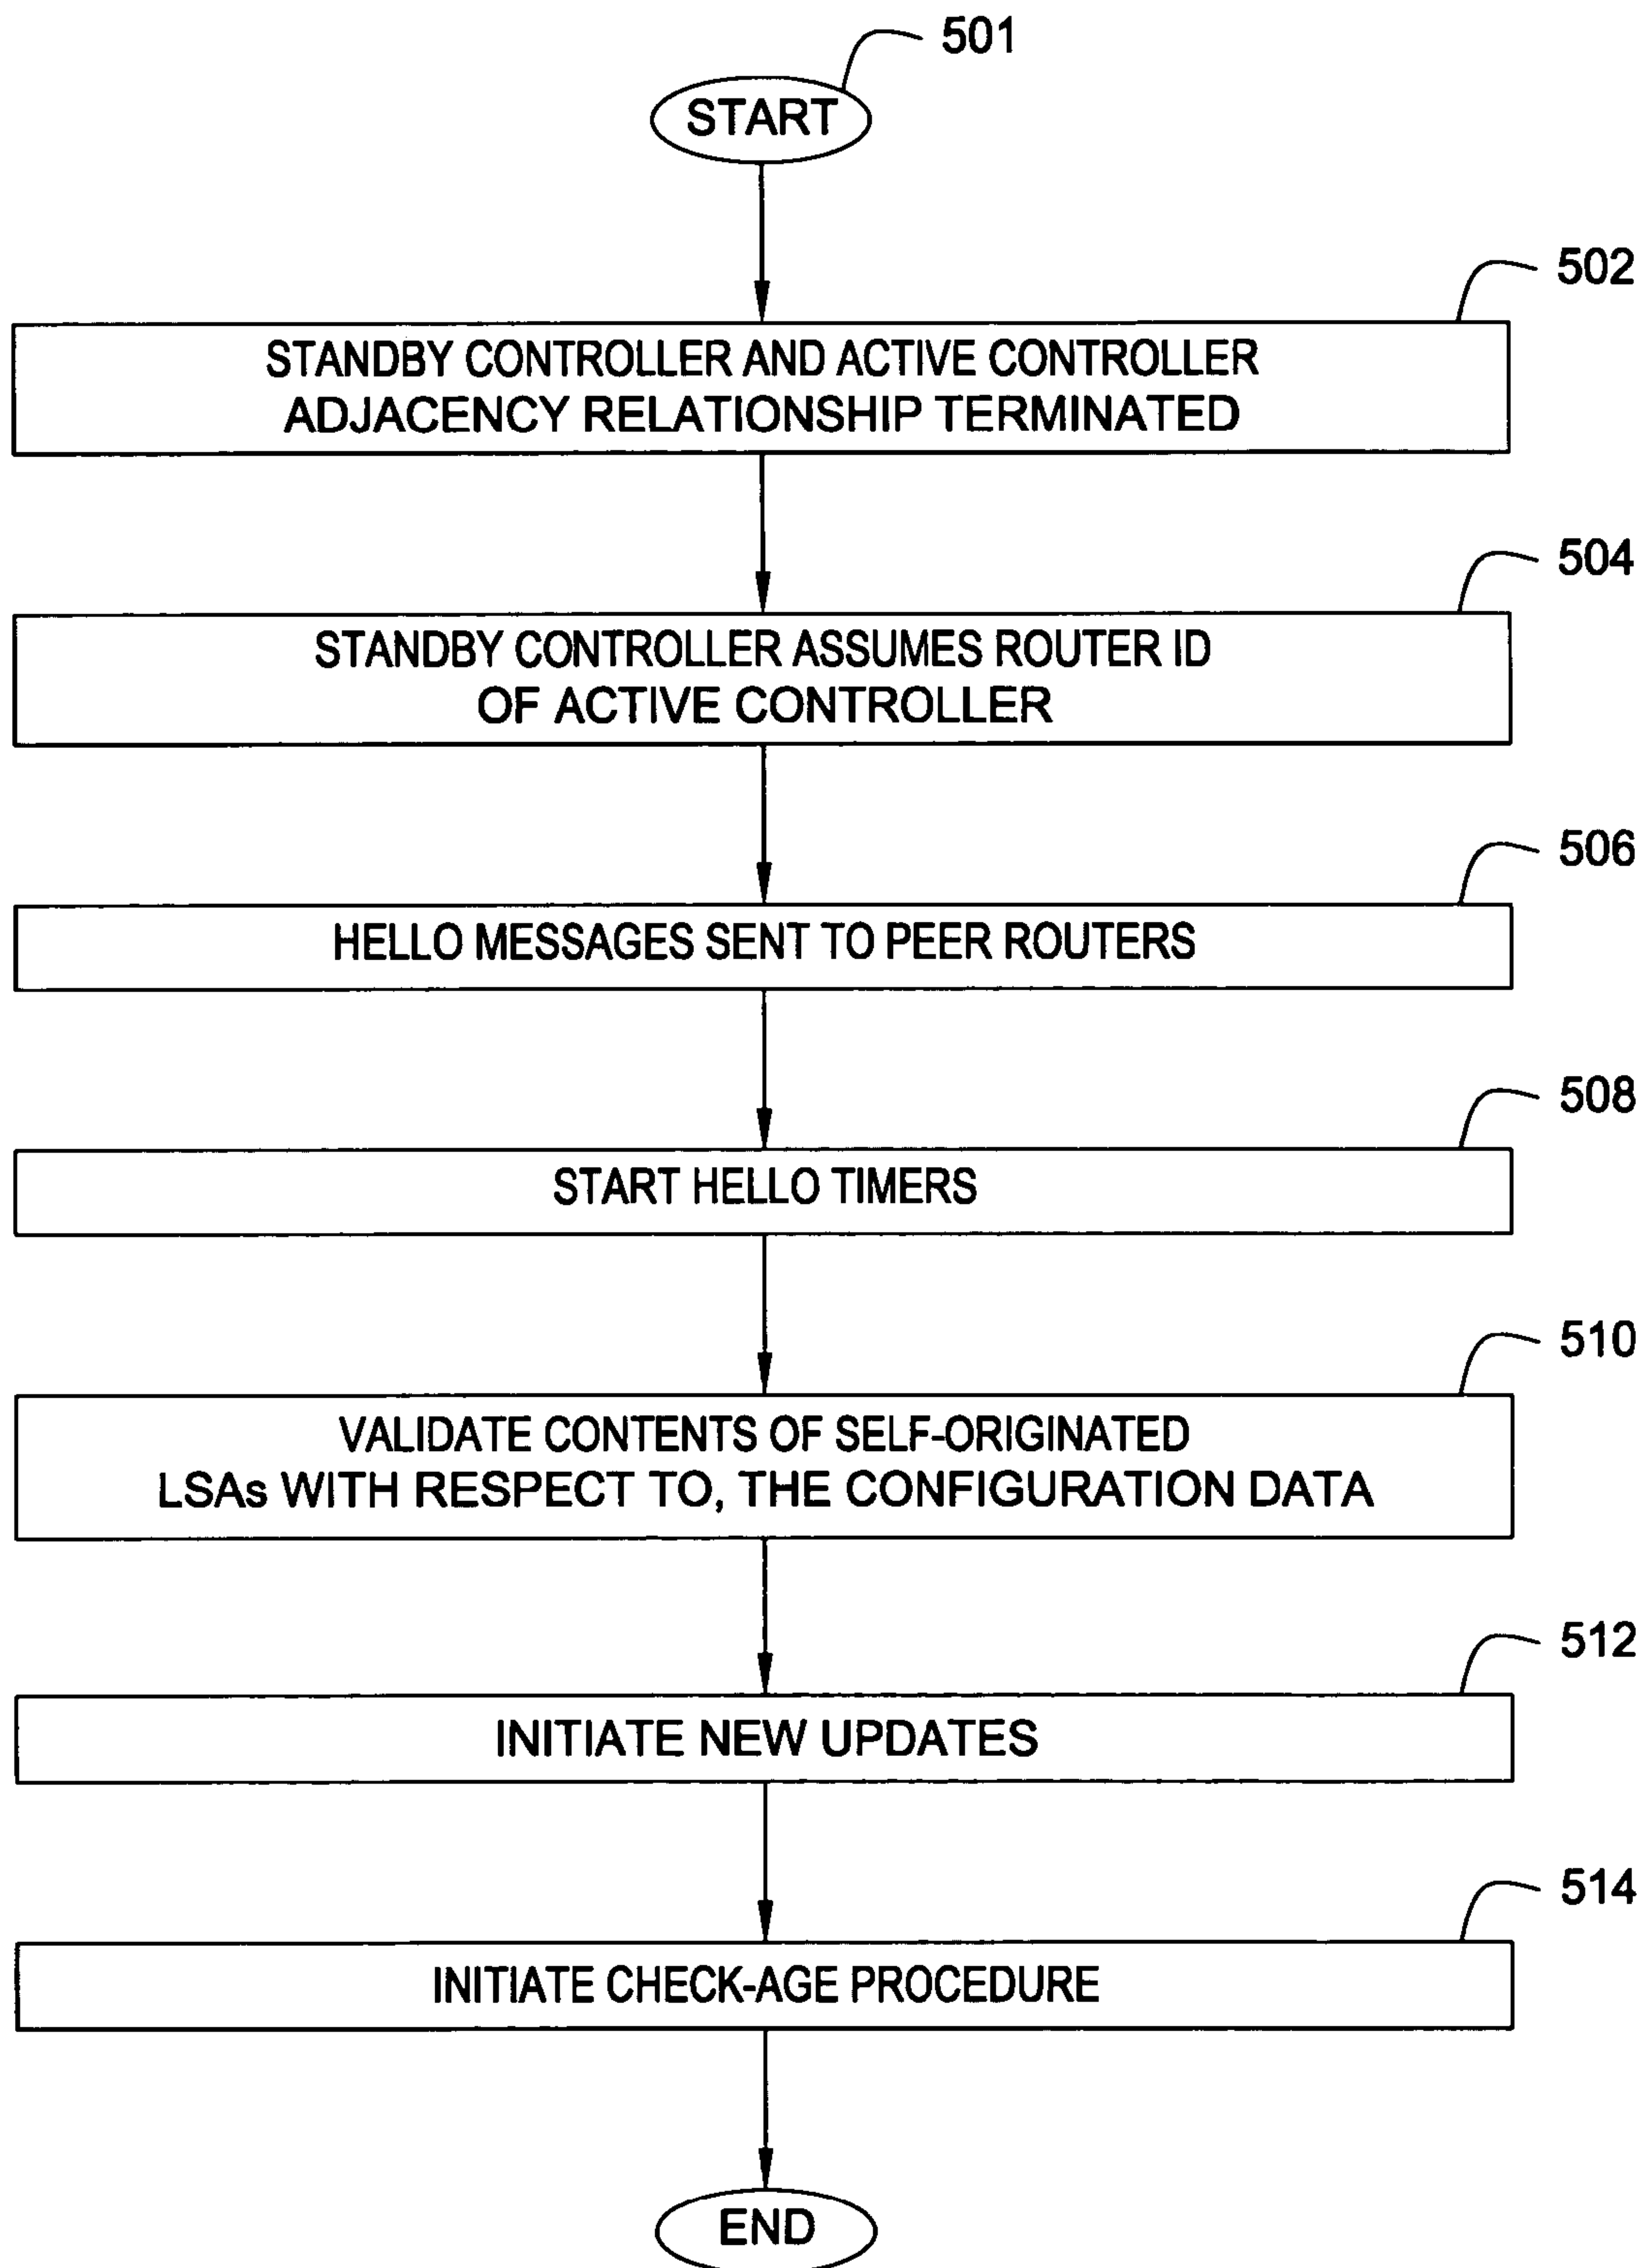 501
START
502
STANDBY CONTROLLER AND ACTIVE CONTROLLER
ADJACENCY RELATIONSHIP TERMINATED
504
STANDBY CONTROLLER ASSUMES ROUTER ID
OF ACTIVE CONTROLLER
506
HELLO MESSAGES SENT TO PEER ROUTERS
508
START HELLO TIMERS
510
VALIDATE CONTENTS OF SELF-ORIGINATED
LSAs WITH RESPECT TO, THE CONFIGURATION DATA
512
INITIATE NEW UPDATES
514
INITIATE CHECK-AGE PROCEDURE
END